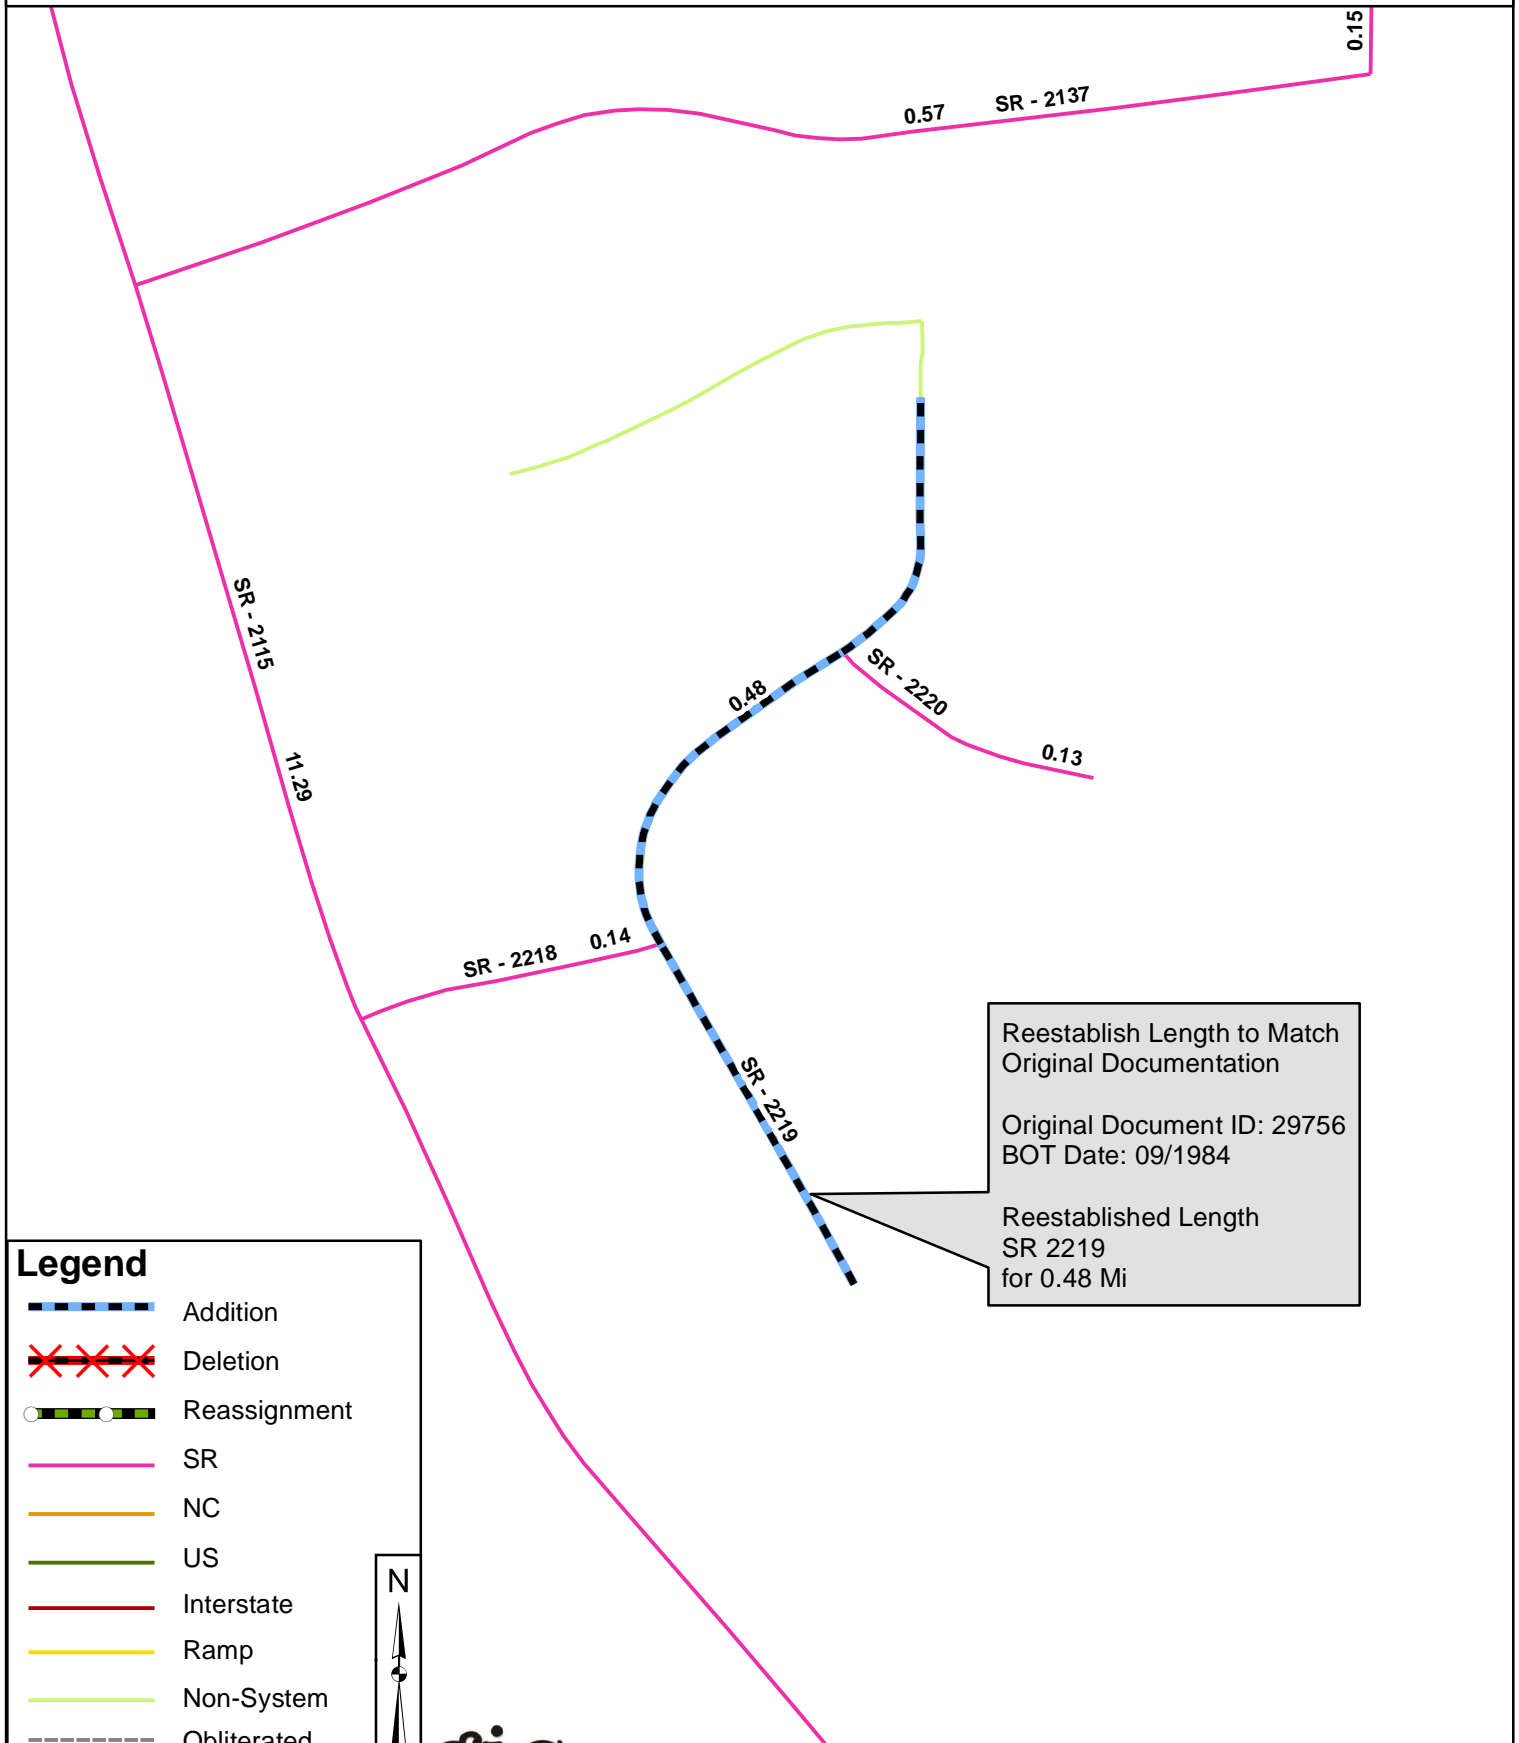 0.15
0.57 SR - 2137
SR - 2115
11.29
0.48
SR - 2220
0.13
SR - 2218 0.14
SR - 2219
Reestablish Length to Match
Original Documentation
Original Document ID: 29756
BOT Date: 09/1984
Reestablished Length
SR 2219
for 0.48 Mi
Legend
Addition
Deletion
Reassignment
SR
NC
US
Interstate
Ramp
Non-System
Obliterated
N